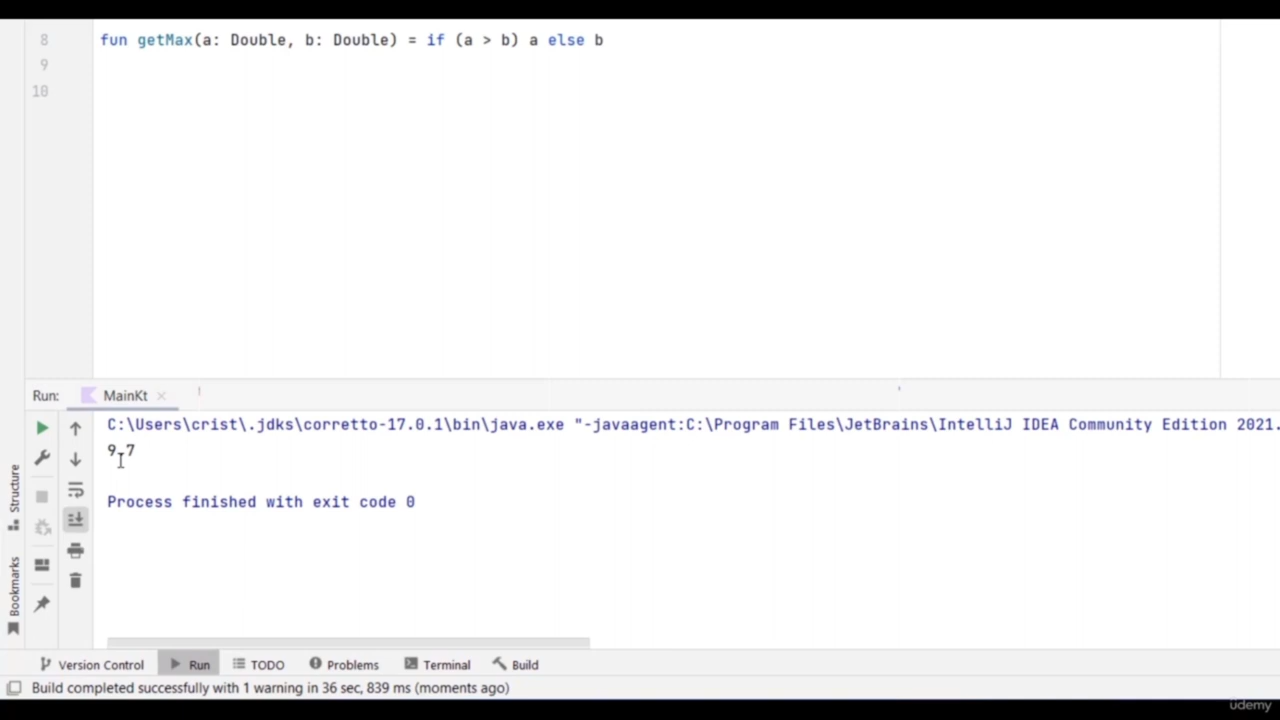 8 fun getMax(a: Double, b: Double) = if (a > b) a else b
9
10
Run: MainKt
C:\Users\crist\.jdks\corretto-17.0.1\bin\java.exe "-javaagent:C:\Program Files\JetBrains\IntelliJ IDEA Community Edition 2021.
9.7
Structure
Process finished with exit code 0
Bookmarks
Version Control Run TODO Problems Terminal Build
Build completed successfully with 1 warning in 36 sec, 839 ms (moments ago)
ûdemy